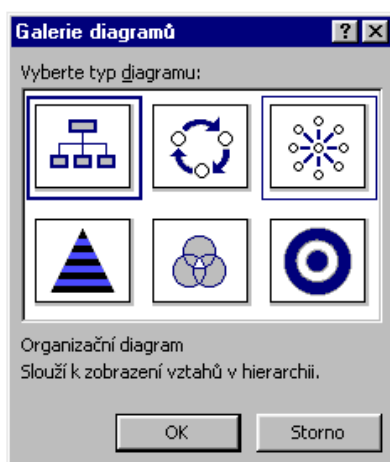 Galerie diagramů
Vyberte typ diagramu:
Organizační diagram
Slouží k zobrazení vztahů v hierarchii.
OK Storno